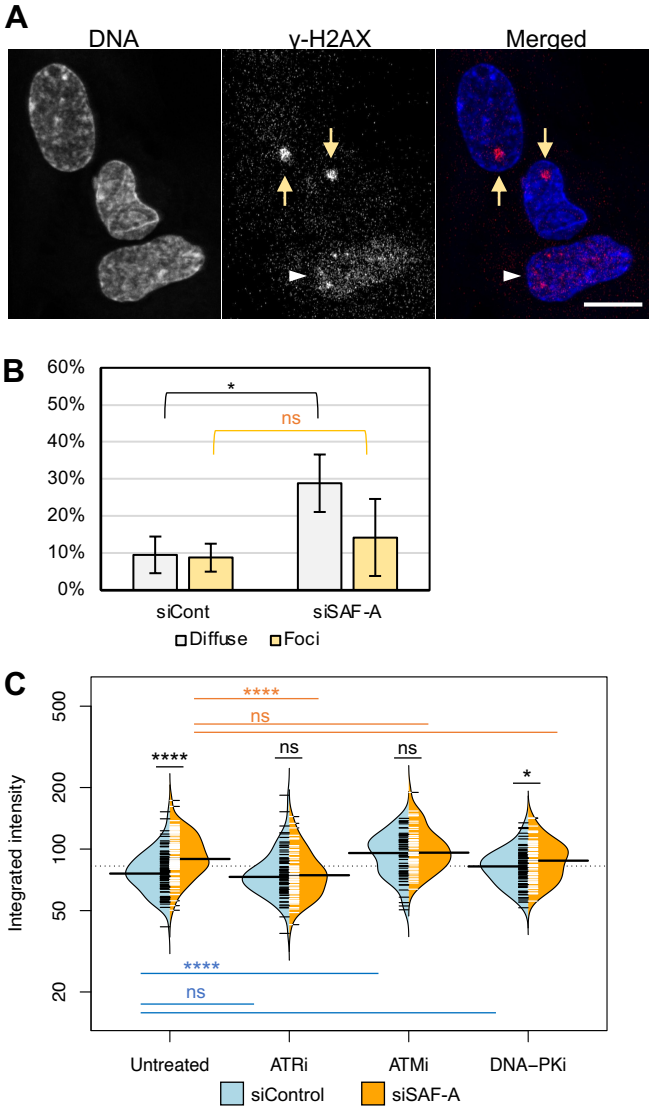 A
DNA γ-H2AX Merged
B
60%
50%
40%
30%
20%
10%
0%
*
ns
siCont siSAF-A
Diffuse Foci
C
Integrated intensity
500
200
100
50
20
****
ns
**** ns ns *
****
ns
Untreated ATRi ATMi DNA–PKi
siControl siSAF-A